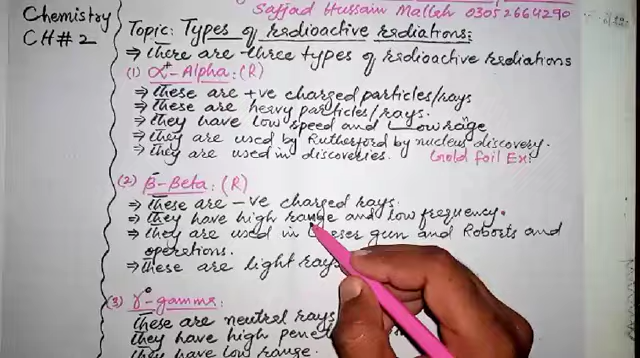 Chemistry
CH#2
Saffad Hussain Mallah 03052664290
Topic: Types of radioactive radiations:
⇒ There are three types of radioactive radiations
(1) α⁺-Alpha:(R)
⇒ These are +ve charged particles/rays
⇒ These are heavy particles/rays.
⇒ They have low speed and Low range
⇒ They are used by Rutherford by nucleus discovery.
⇒ They are used in discoveries. Gold foil Ex:
(2) β⁻-Beta:(R)
⇒ These are -ve charged rays.
⇒ They have high range and low frequency.
⇒ They are used in gun and Roborts and
operations.
⇒ These are light rays
(3) γ°-gamma:
These are neutral rays
They have high penet
They have low range.